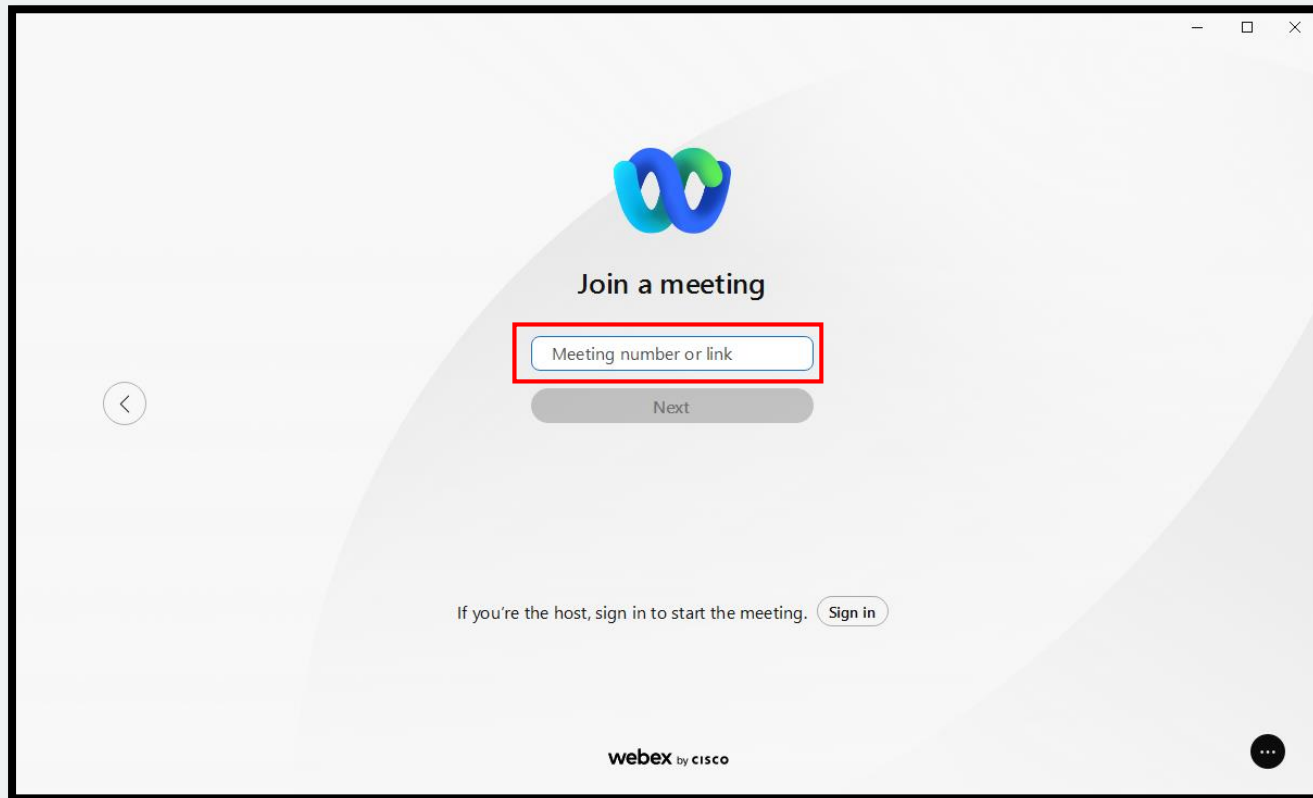 Join a meeting
Meeting number or link
Next
If you're the host, sign in to start the meeting. Sign in
webex by CISCO